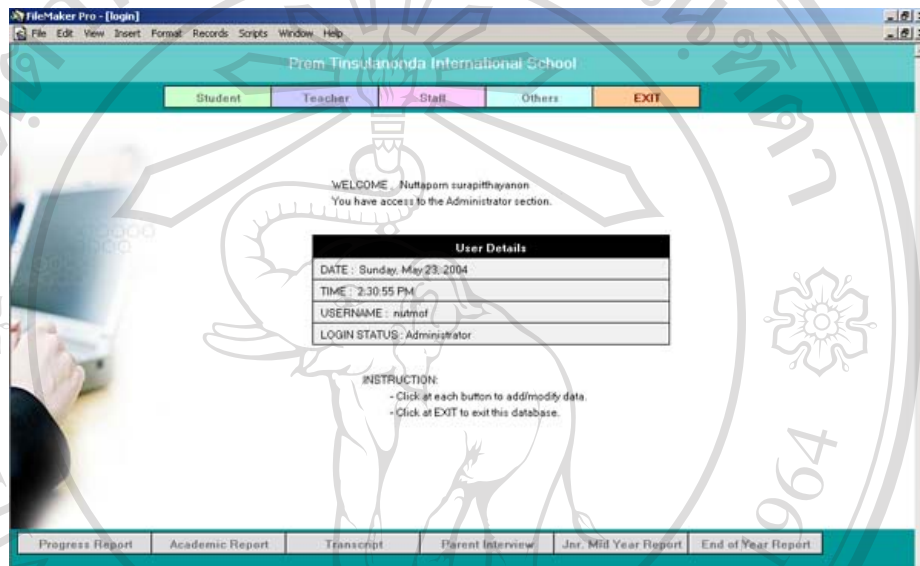 FileMaker Pro - [login]
File Edit View Insert Format Records Scripts Window Help
Prem Tinsulanonda International School
Student Teacher Staff Others EXIT
WELCOME , Nuttaporn surapitthayanon
You have access to the Administrator section.
User Details
DATE : Sunday, May 23, 2004
TIME : 2:30:55 PM
USERNAME : nutmof
LOGIN STATUS : Administrator
INSTRUCTION:
- Click at each button to add/modify data.
- Click at EXIT to exit this database.
Progress Report Academic Report Transcript Parent Interview Jnr. Mid Year Report End of Year Report
1964